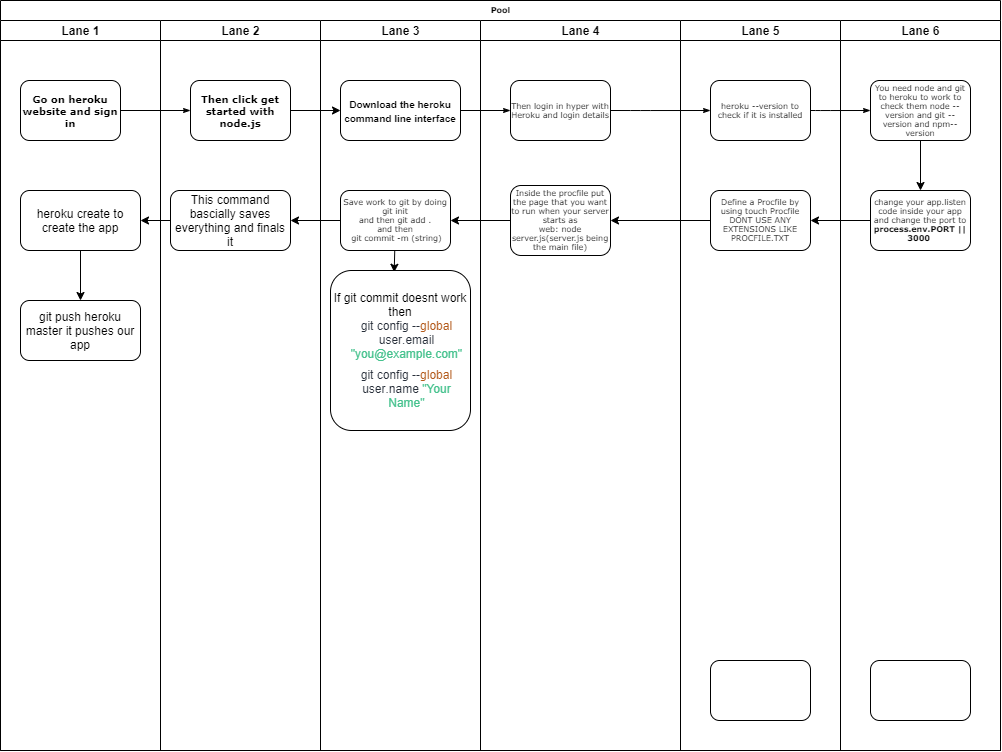 Pool
Lane 1
Lane 2
Lane 3
Lane 4
Lane 5
Lane 6
Go on heroku
website and sign
in
Then click get
started with
node.js
Download the heroku
command line interface
Then login in hyper with
Heroku and login details
heroku --version to
check if it is installed
You need node and git
to heroku to work to
check them node --
version and git --
version and npm--
version
heroku create to
create the app
This command
bascially saves
everything and finals
it
Save work to git by doing
git init
and then git add .
and then
git commit -m (string)
Inside the procfile put
the page that you want
to run when your server
starts as
web: node
server.js(server.js being
the main file)
Define a Procfile by
using touch Procfile
DONT USE ANY
EXTENSIONS LIKE
PROCFILE.TXT
change your app.listen
code inside your app
and change the port to
process.env.PORT ||
3000
git push heroku
master it pushes our
app
If git commit doesnt work
then
git config --global
user.email
"you@example.com"
git config --global
user.name "Your
Name"